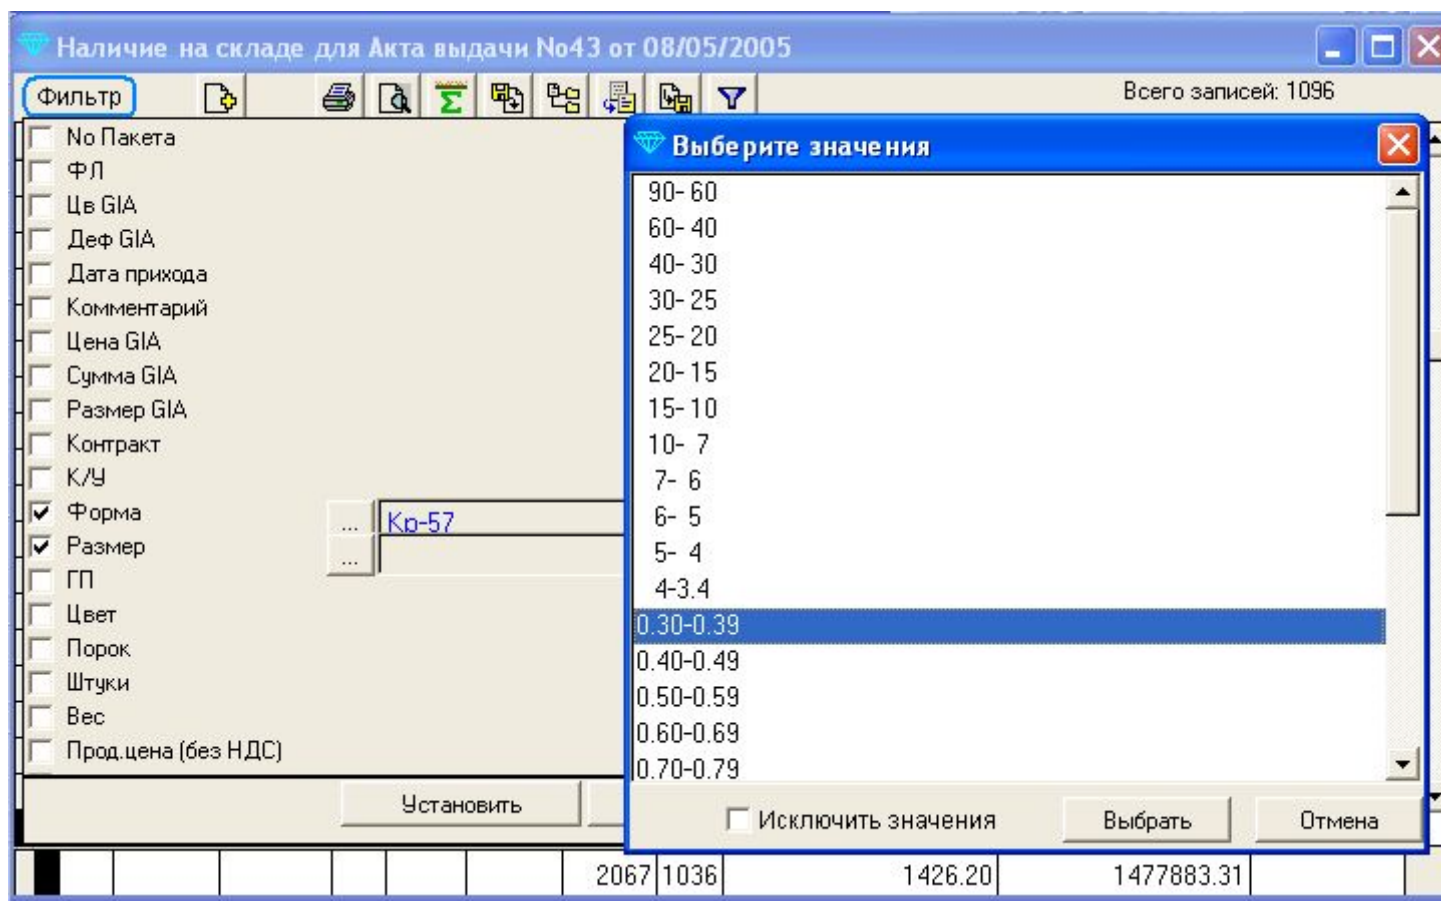 Наличие на складе для Акта выдачи No43 от 08/05/2005
Фильтр
Всего записей: 1096
No Пакета
ФЛ
Цв GIA
Деф GIA
Дата прихода
Комментарий
Цена GIA
Сумма GIA
Размер GIA
Контракт
К/У
Форма
... Кр-57
Размер
...
ГП
Цвет
Порок
Штуки
Вес
Прод.цена (без НДС)
Установить
Выберите значения
90- 60
60- 40
40- 30
30- 25
25- 20
20- 15
15- 10
10- 7
7- 6
6- 5
5- 4
4-3.4
0.30-0.39
0.40-0.49
0.50-0.59
0.60-0.69
0.70-0.79
Исключить значения
Выбрать
Отмена
2067 1036 1426.20 1477883.31